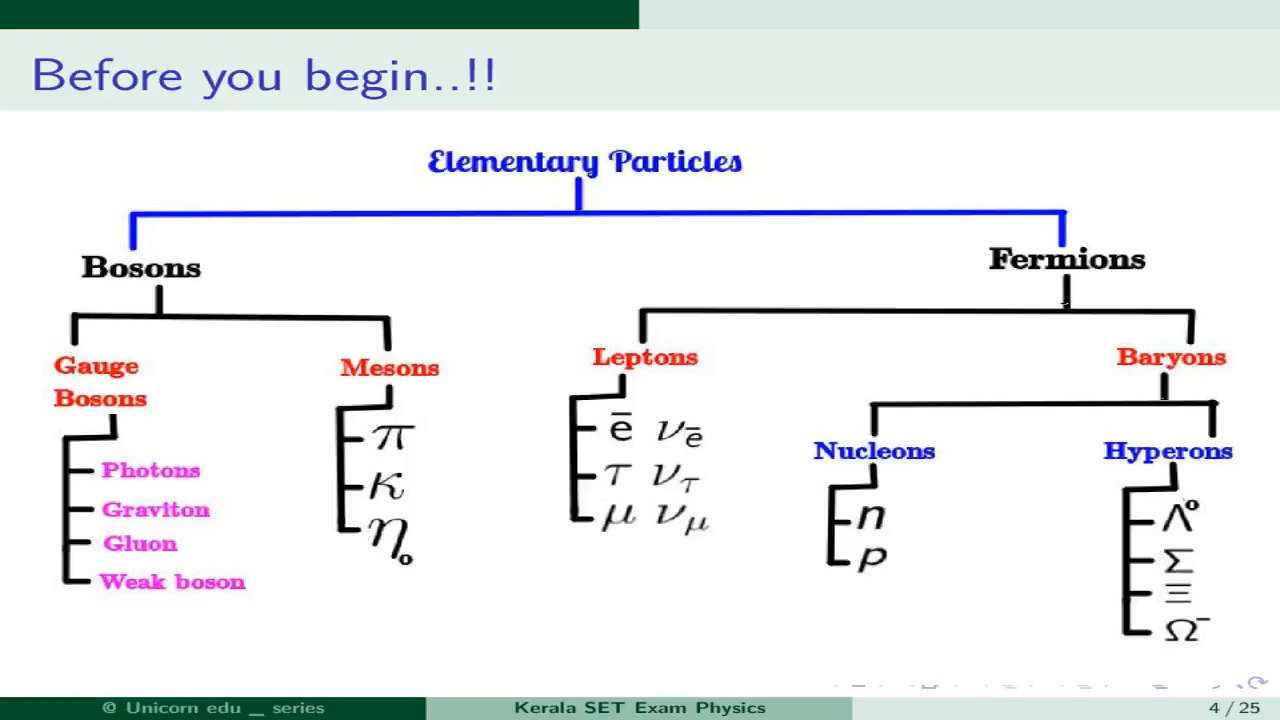 Before you begin..!!
Elementary Particles
Bosons
Fermions
Gauge
Bosons
Mesons
Leptons
Baryons
Photons
Graviton
Gluon
Weak boson
π
κ
η₀
ē ν_ē
τ ν_τ
μ ν_μ
Nucleons
n
p
Hyperons
Λ⁰
Σ
Ξ
Ω⁻
@ Unicorn edu _ series
Kerala SET Exam Physics
4 / 25